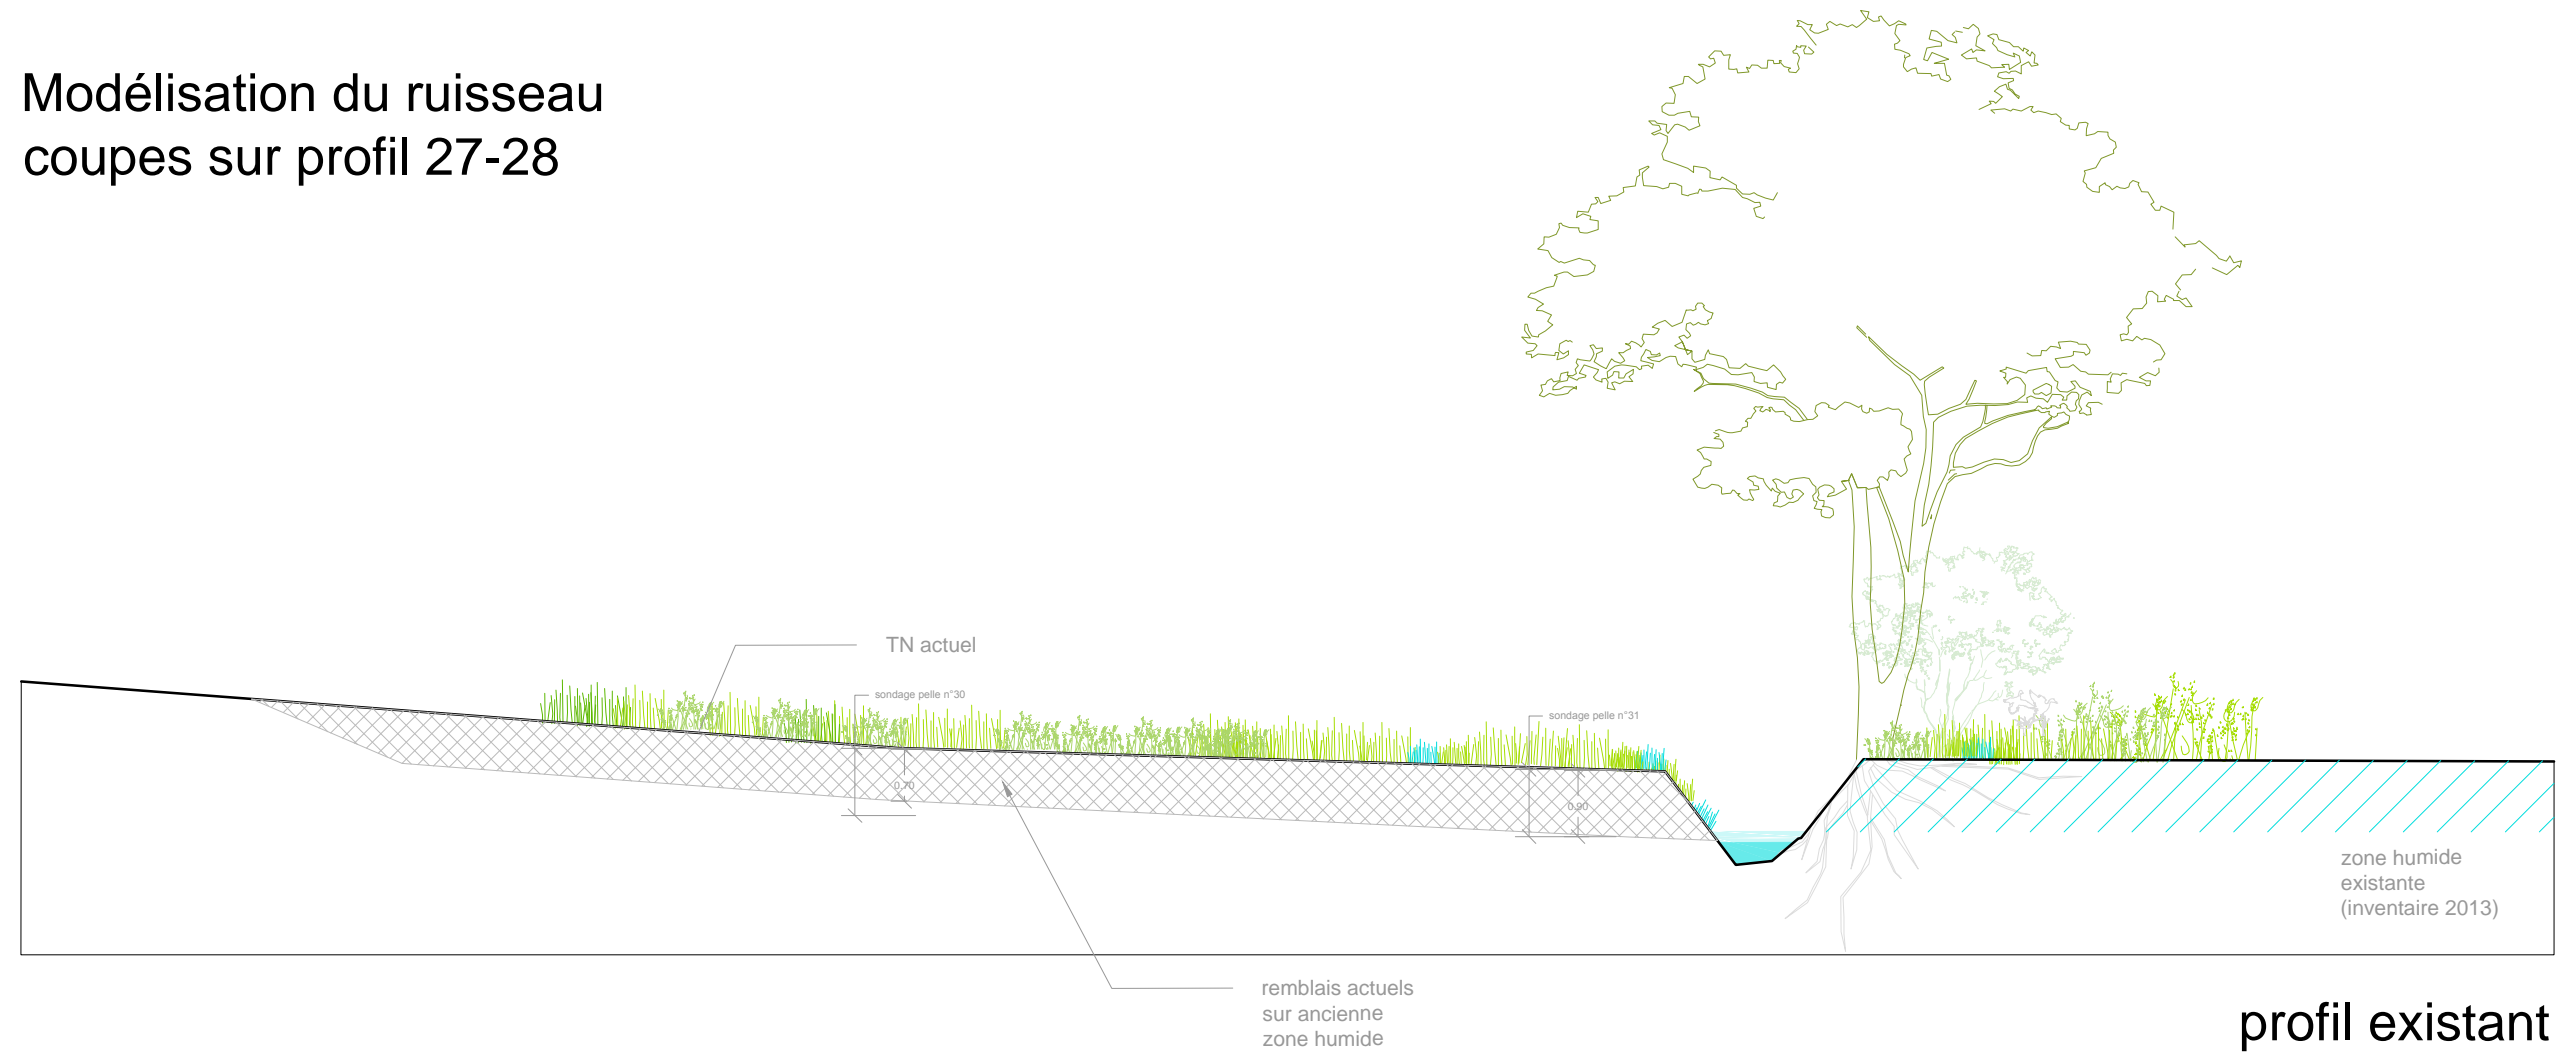 Modélisation du ruisseau
coupes sur profil 27-28
TN actuel
sondage pelle n°30
sondage pelle n°31
0.70
0.90
zone humide
existante
(inventaire 2013)
remblais actuels
sur ancienne
zone humide
profil existant